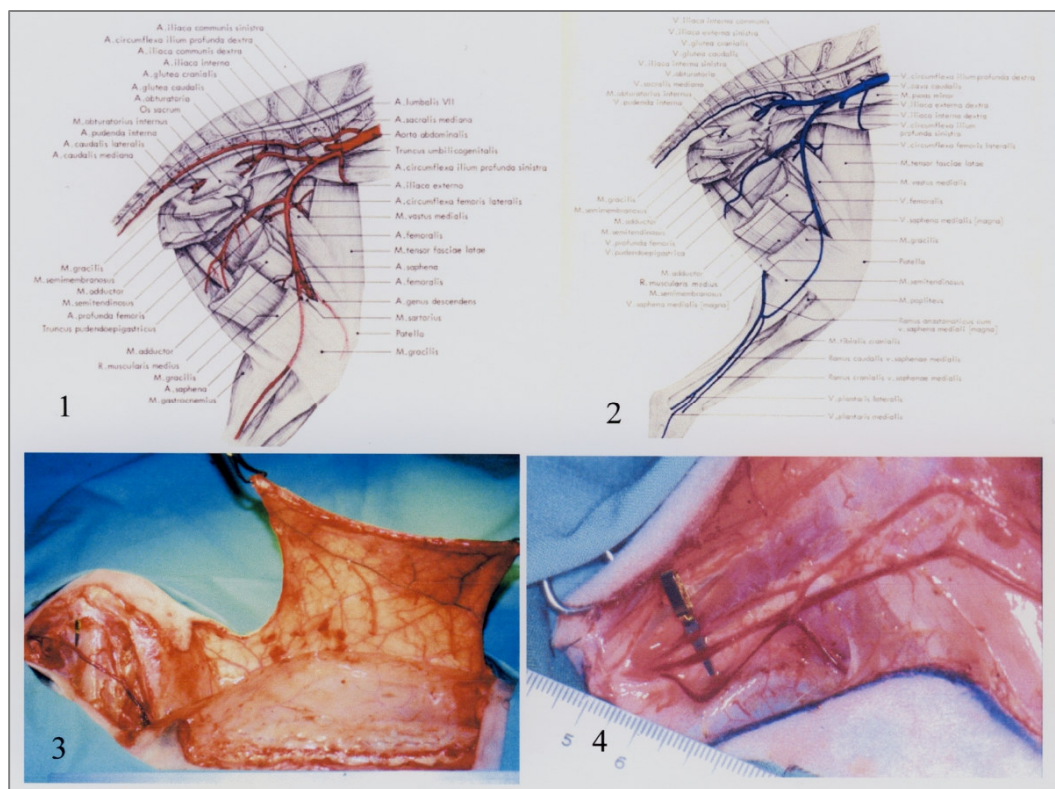 A. iliaca communis sinistra
A. circumflexa ilium profunda dextra
A. iliaca communis dextra
A. iliaca interna
A. glutea cranialis
A. glutea caudalis
A. obturatoria
Os sacrum
M. obturatorius internus
A. pudenda interna
A. caudalis lateralis
A. caudalis mediana
A. lumbalis VII
A. sacralis mediana
Aorta abdominalis
Truncus umbilicogenitalis
A. circumflexa ilium profunda sinistra
A. iliaca externa
A. circumflexa femoris lateralis
M. vastus medialis
A. femoralis
M. tensor fasciae latae
A. saphena
A. femoralis
A. genus descendens
M. sartorius
Patella
M. gracilis
M. gracilis
M. semimembranosus
M. adductor
M. semitendinosus
A. profunda femoris
Truncus pudendoepigastricus
M. adductor
R. muscularis medius
M. gracilis
A. saphena
M. gastrocnemius
1
V. iliaca interna communis
V. iliaca externa sinistra
V. glutea cranialis
V. glutea caudalis
V. iliaca interna sinistra
V. obturatoria
V. sacralis mediana
M. obturatorius internus
V. pudenda interna
V. circumflexa ilium profunda dextra
V. cava caudalis
M. psoas minor
V. iliaca externa dextra
V. iliaca interna dextra
V. circumflexa ilium
profunda sinistra
V. circumflexa femoris lateralis
M. tensor fasciae latae
M. vastus medialis
V. femoralis
V. saphena medialis [magna]
M. gracilis
Patella
M. semitendinosus
M. popliteus
Ramus anastomoticus cum
v. saphena mediali [magna]
M. tibialis cranialis
Ramus caudalis v. saphenae medialis
Ramus cranialis v. saphenae medialis
V. plantaris lateralis
V. plantaris medialis
M. gracilis
M. semimembranosus
M. adductor
M. semitendinosus
V. profunda femoris
V. pudendoepigastrica
M. adductor
R. muscularis medius
M. semimembranosus
V. saphena medialis [magna]
2
3
4
5
6